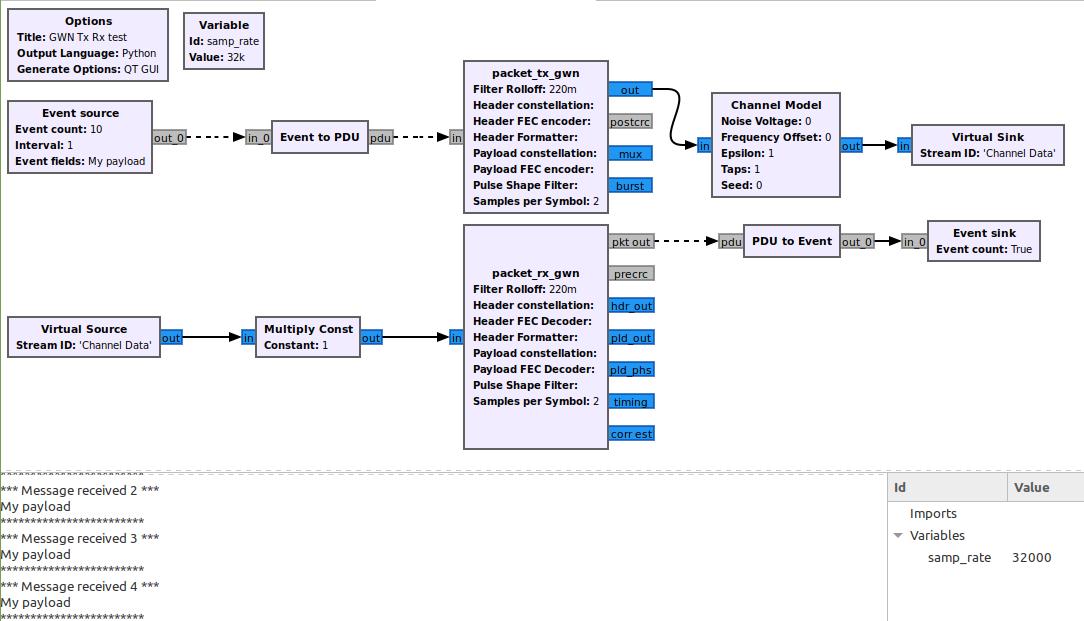 Options
Title: GWN Tx Rx test
Output Language: Python
Generate Options: QT GUI
Variable
Id: samp_rate
Value: 32k
Event source
Event count: 10
Interval: 1
Event fields: My payload
out_0
in_0
Event to PDU
pdu
in
packet_tx_gwn
Filter Rolloff: 220m
Header constellation:
Header FEC encoder:
Header Formatter:
Payload constellation:
Payload FEC encoder:
Pulse Shape Filter:
Samples per Symbol: 2
out
postcrc
mux
burst
in
Channel Model
Noise Voltage: 0
Frequency Offset: 0
Epsilon: 1
Taps: 1
Seed: 0
out
in
Virtual Sink
Stream ID: 'Channel Data'
Virtual Source
Stream ID: 'Channel Data'
out
in
Multiply Const
Constant: 1
out
in
packet_rx_gwn
Filter Rolloff: 220m
Header constellation:
Header FEC Decoder:
Header Formatter:
Payload constellation:
Payload FEC Decoder:
Pulse Shape Filter:
Samples per Symbol: 2
pkt out
precrc
hdr_out
pld_out
pld_phs
timing
corr est
pdu
PDU to Event
out_0
in_0
Event sink
Event count: True
************************
*** Message received 2 ***
My payload
************************
*** Message received 3 ***
My payload
************************
*** Message received 4 ***
My payload
************************
Id Value
Imports
Variables
samp_rate 32000